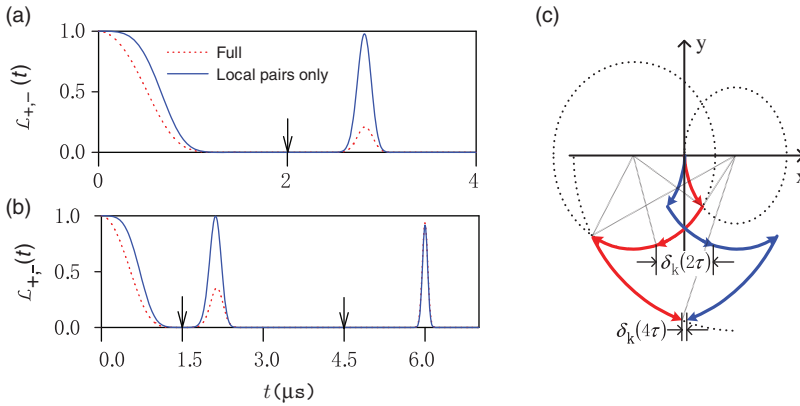 (a)
1.0
0.5
0.0
ℒ+,−(t)
Full
Local pairs only
0
2
4
(b)
1.0
0.5
0.0
ℒ+,−(t)
0.0
1.5
3.0
4.5
6.0
t(μs)
(c)
y
x
δk(2τ)
δk(4τ)